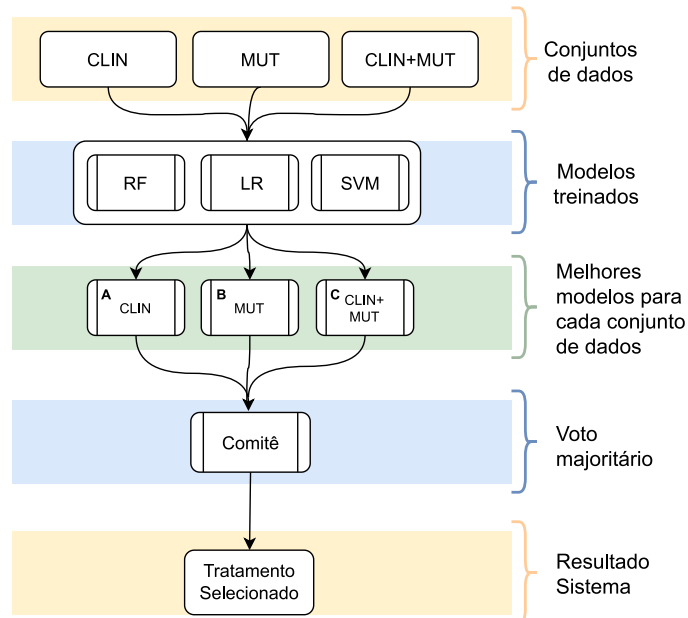 CLIN
MUT
CLIN+MUT
Conjuntos
de dados
RF
LR
SVM
Modelos
treinados
A
CLIN
B
MUT
C
CLIN+
MUT
Melhores
modelos para
cada conjunto
de dados
Comitê
Voto
majoritário
Tratamento
Selecionado
Resultado
Sistema